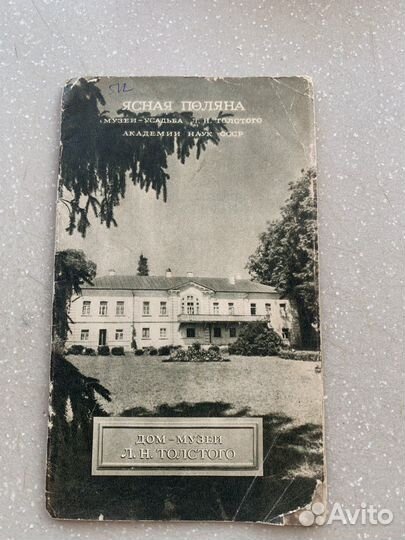 ЯСНАЯ ПОЛЯНА
МУЗЕЙ-УСАДЬБА Л. Н. ТОЛСТОГО
АКАДЕМИИ НАУК СССР
ДОМ-МУЗЕЙ
Л. Н. ТОЛСТОГО
Avito